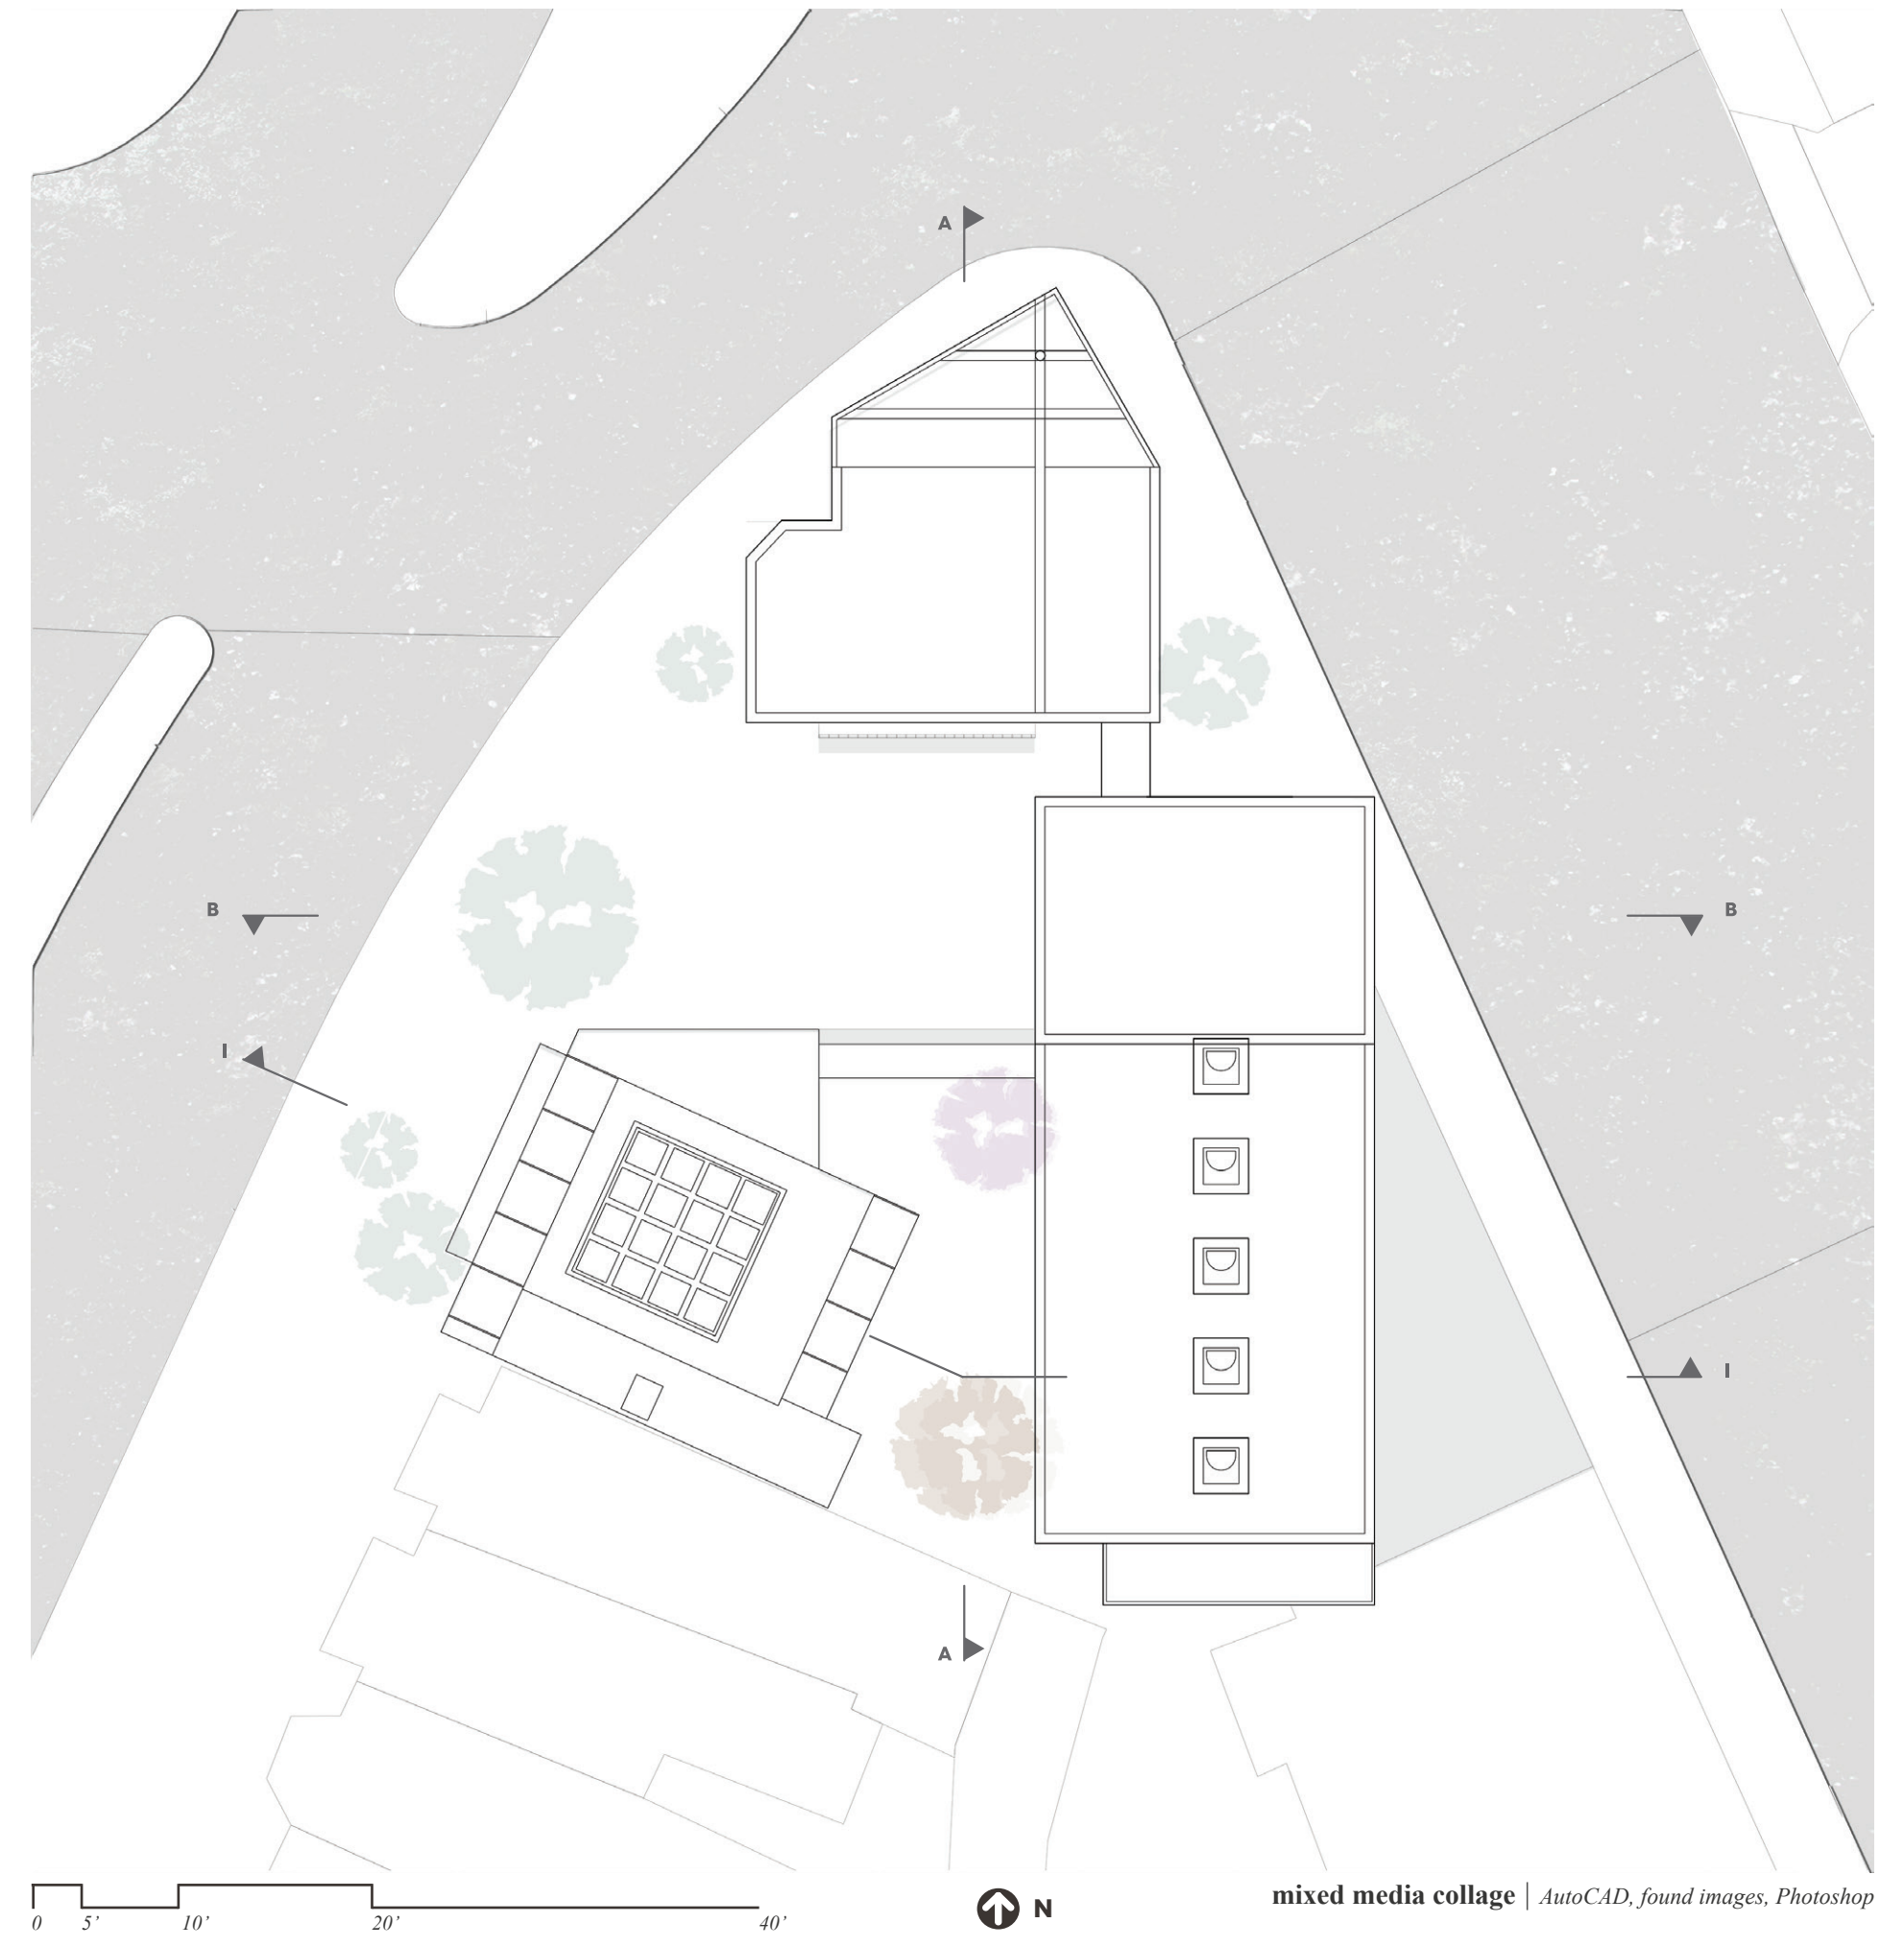 A
B
B
I
I
A
0 5’ 10’ 20’ 40’
N
mixed media collage | AutoCAD, found images, Photoshop